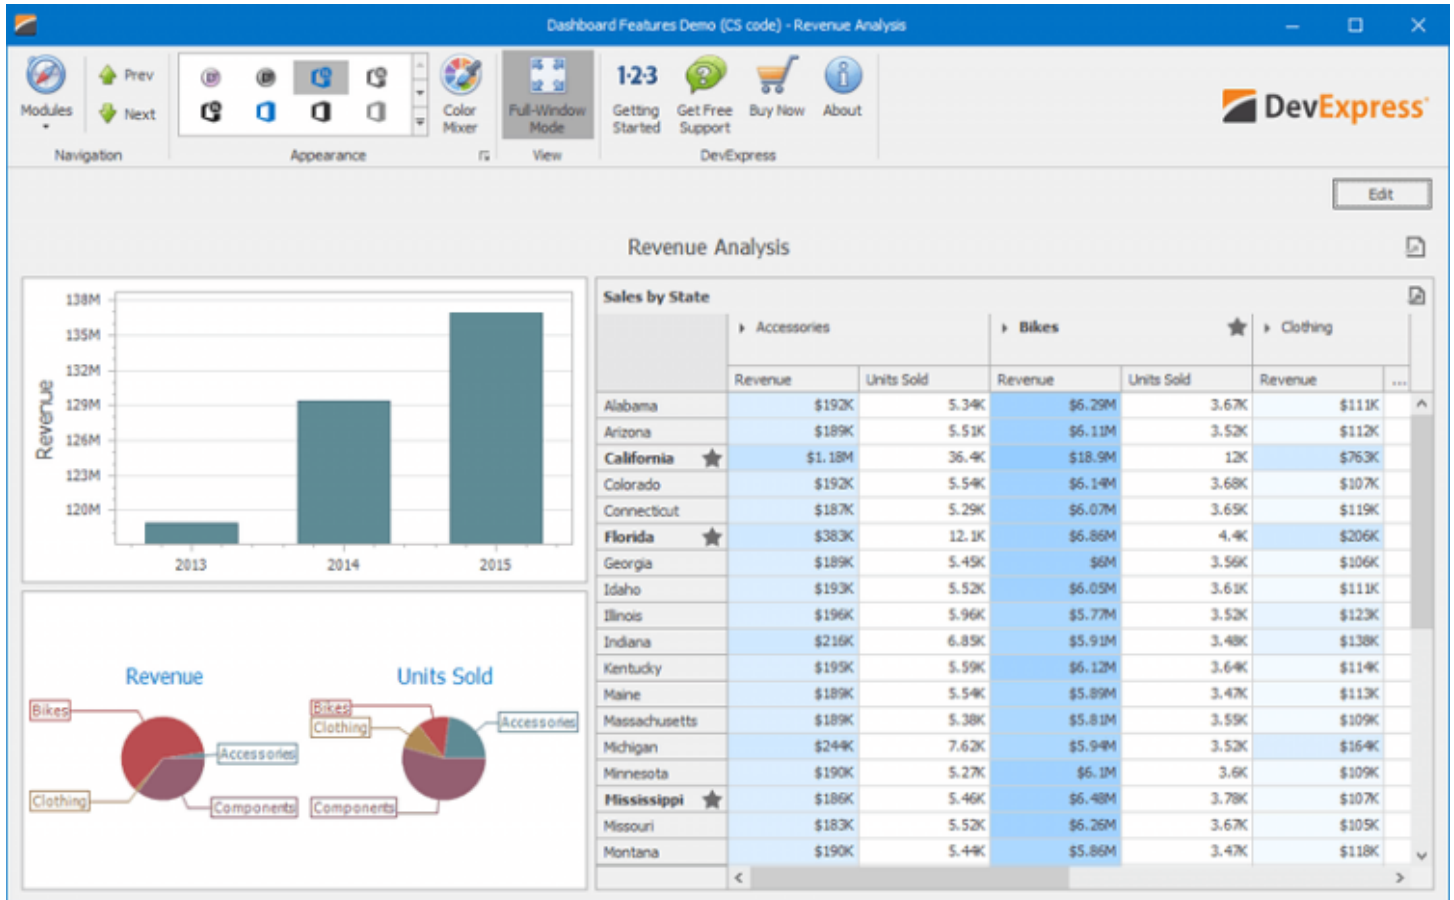 Dashboard Features Demo (CS code) - Revenue Analysis
Modules
Prev
Next
Navigation
Appearance
Color
Mixer
Full-Window
Mode
View
1·2·3
Getting
Started
Get Free
Support
Buy Now
About
DevExpress
DevExpress
Edit
Revenue Analysis
Revenue
138M
135M
132M
129M
126M
123M
120M
2013 2014 2015
Revenue
Bikes
Accessories
Clothing
Components
Units Sold
Bikes
Clothing
Accessories
Components
Sales by State
Accessories Bikes Clothing
Revenue Units Sold Revenue Units Sold Revenue ...
Alabama $192K 5.34K $6.29M 3.67K $111K
Arizona $189K 5.51K $6.11M 3.52K $112K
California $1.18M 36.4K $18.9M 12K $763K
Colorado $192K 5.54K $6.14M 3.68K $107K
Connecticut $187K 5.29K $6.07M 3.65K $119K
Florida $383K 12.1K $6.86M 4.4K $206K
Georgia $189K 5.45K $6M 3.56K $106K
Idaho $193K 5.52K $6.05M 3.61K $111K
Illinois $196K 5.96K $5.77M 3.52K $123K
Indiana $216K 6.85K $5.91M 3.48K $138K
Kentucky $195K 5.59K $6.12M 3.64K $114K
Maine $189K 5.54K $5.89M 3.47K $113K
Massachusetts $189K 5.38K $5.81M 3.55K $109K
Michigan $244K 7.62K $5.94M 3.52K $164K
Minnesota $190K 5.27K $6.1M 3.6K $109K
Mississippi $186K 5.46K $6.48M 3.78K $107K
Missouri $183K 5.52K $6.26M 3.67K $105K
Montana $190K 5.44K $5.86M 3.47K $118K